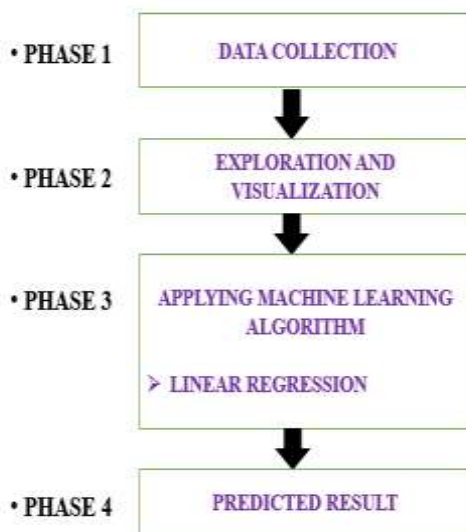 • PHASE 1
DATA COLLECTION
• PHASE 2
EXPLORATION AND
VISUALIZATION
• PHASE 3
APPLYING MACHINE LEARNING
ALGORITHM
➢ LINEAR REGRESSION
• PHASE 4
PREDICTED RESULT